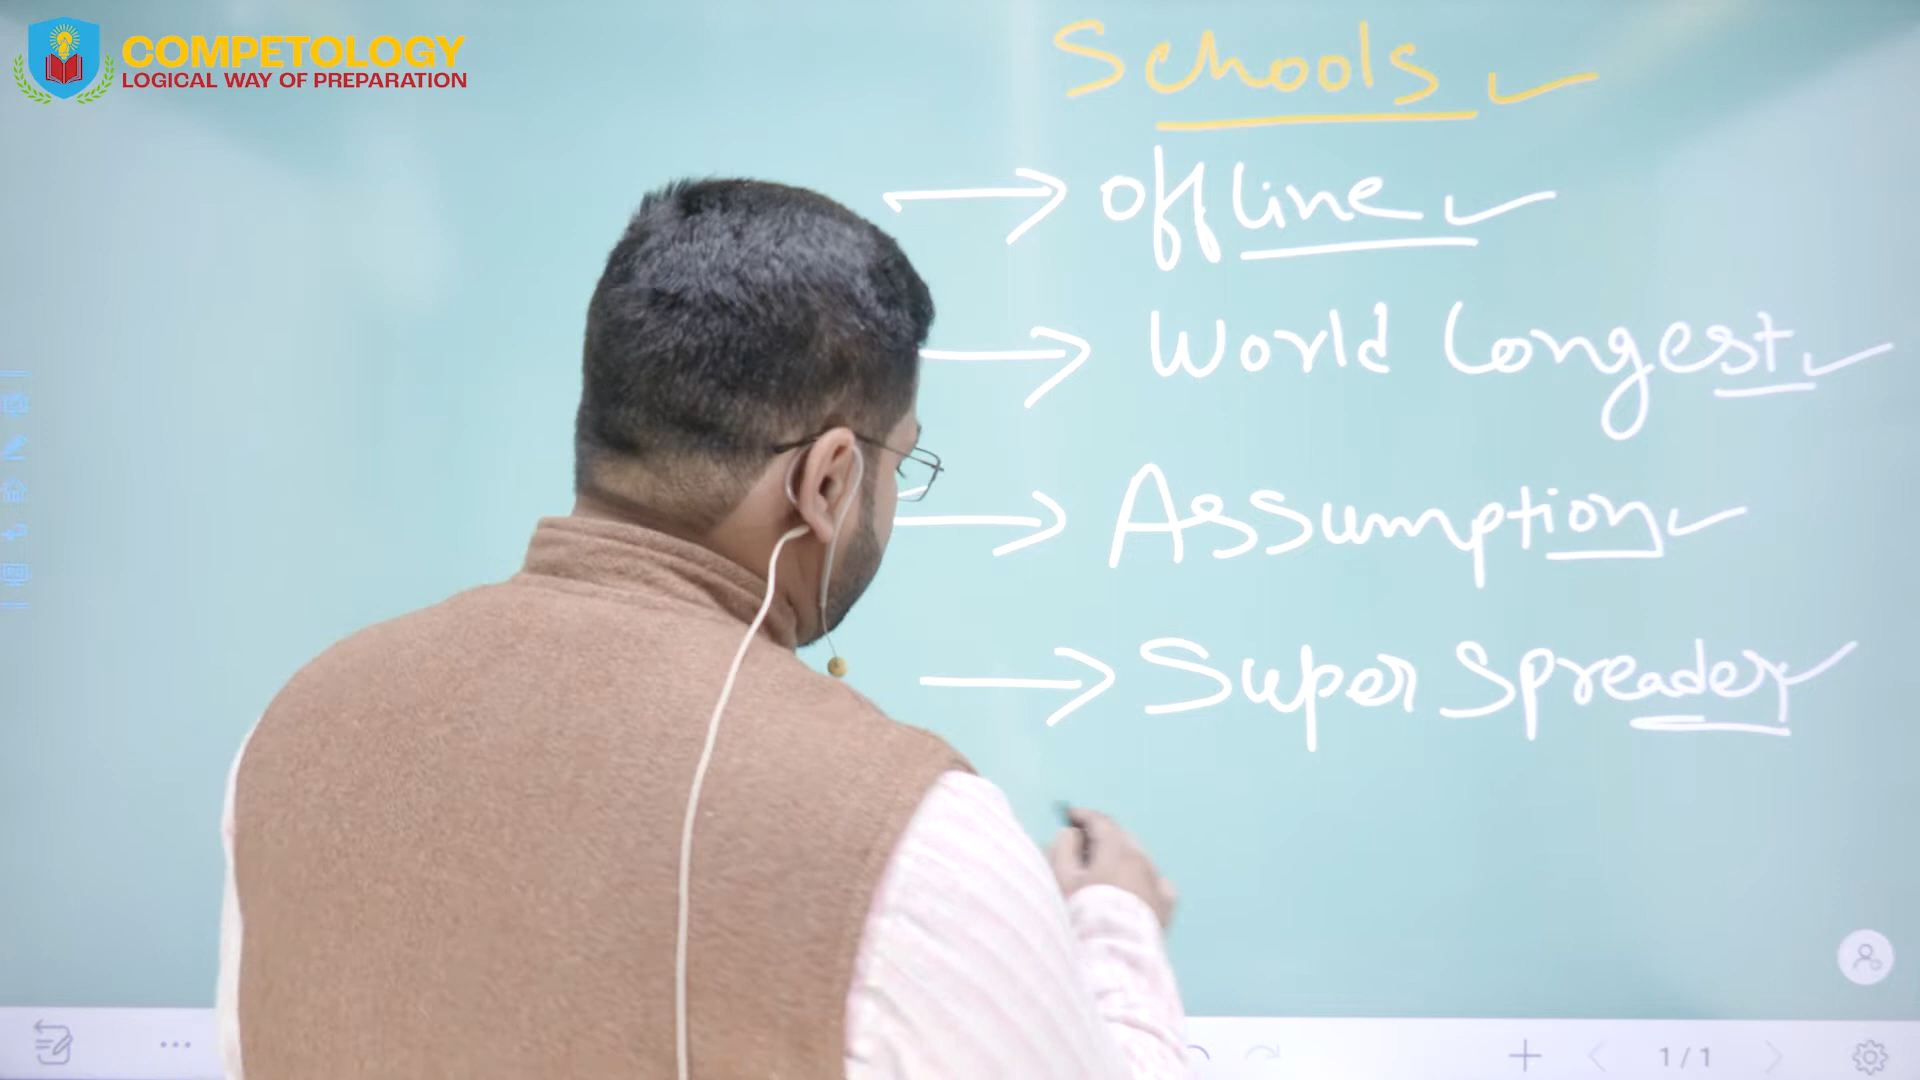 COMPETOLOGY
LOGICAL WAY OF PREPARATION
Schools
Offline
World Longest
Assumption
Super Spreader
1/1